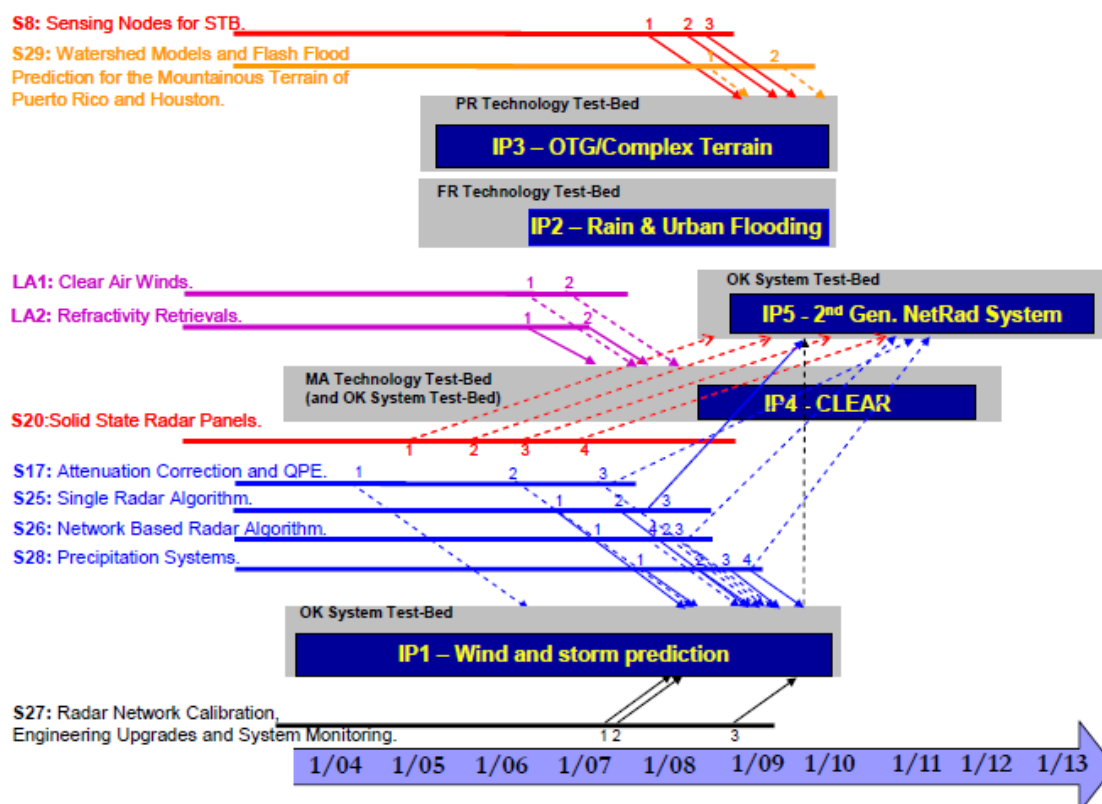 S8: Sensing Nodes for STB.
1 2 3
S29: Watershed Models and Flash Flood
Prediction for the Mountainous Terrain of
Puerto Rico and Houston.
1 2
PR Technology Test-Bed
IP3 – OTG/Complex Terrain
FR Technology Test-Bed
IP2 – Rain & Urban Flooding
LA1: Clear Air Winds.
1 2
OK System Test-Bed
IP5 - 2nd Gen. NetRad System
LA2: Refractivity Retrievals.
1 2
MA Technology Test-Bed
(and OK System Test-Bed)
IP4 - CLEAR
S20:Solid State Radar Panels.
1 2 3 4
S17: Attenuation Correction and QPE.
1 2 3
S25: Single Radar Algorithm.
1 2 3
S26: Network Based Radar Algorithm.
1 4 2 3
S28: Precipitation Systems.
1 2 3 4
OK System Test-Bed
IP1 – Wind and storm prediction
S27: Radar Network Calibration,
Engineering Upgrades and System Monitoring.
1 2 3
1/04 1/05 1/06 1/07 1/08 1/09 1/10 1/11 1/12 1/13